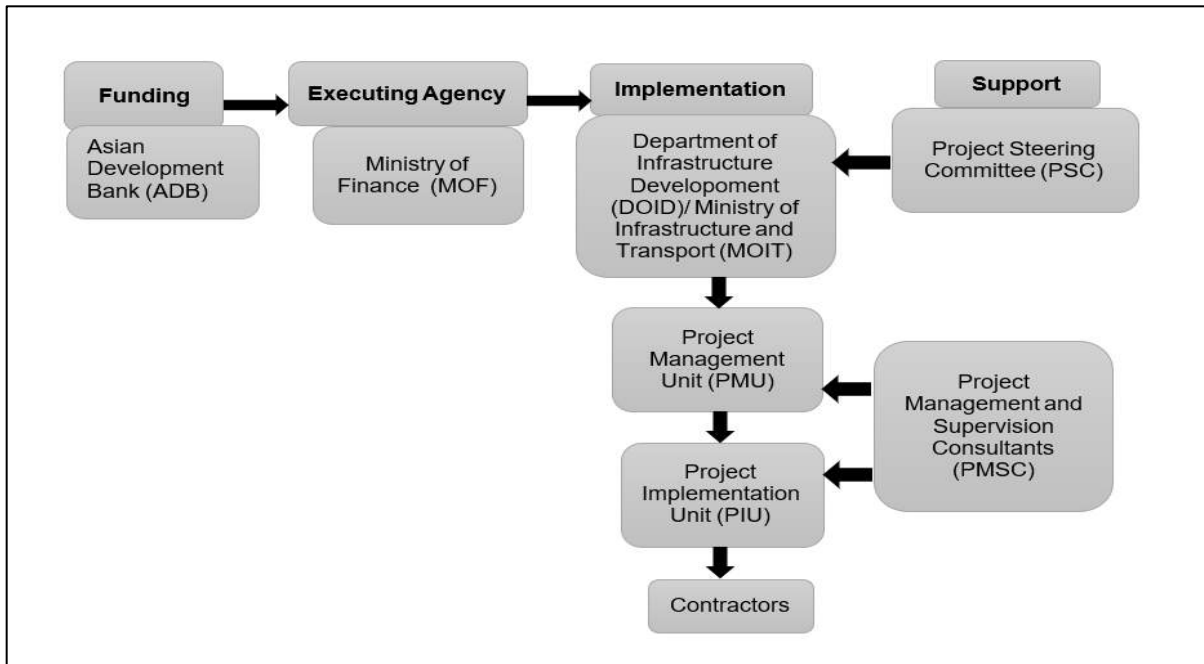 Funding
Asian
Development
Bank (ADB)
Executing Agency
Ministry of
Finance (MOF)
Implementation
Department of
Infrastructure
Developoment
(DOID)/ Ministry of
Infrastructure and
Transport (MOIT)
Support
Project Steering
Committee (PSC)
Project
Management
Unit (PMU)
Project
Management and
Supervision
Consultants
(PMSC)
Project
Implementation
Unit (PIU)
Contractors